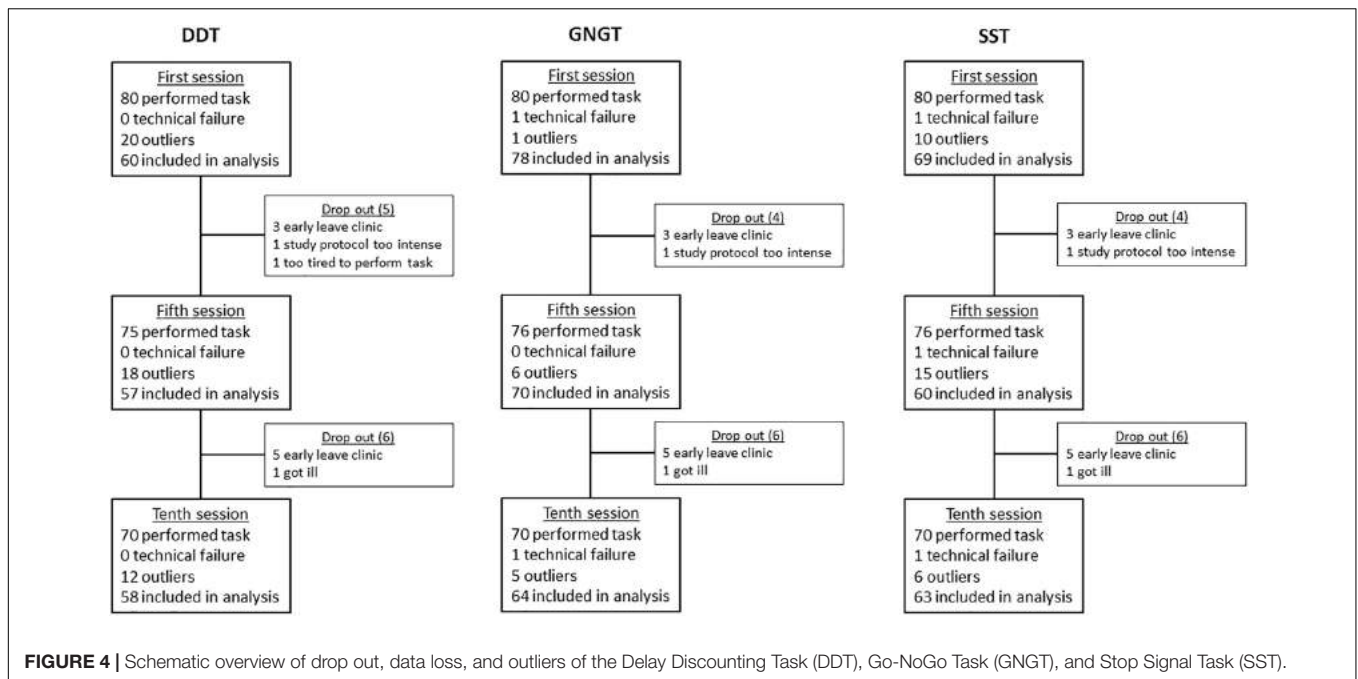 DDT
First session
80 performed task
0 technical failure
20 outliers
60 included in analysis
Drop out (5)
3 early leave clinic
1 study protocol too intense
1 too tired to perform task
Fifth session
75 performed task
0 technical failure
18 outliers
57 included in analysis
Drop out (6)
5 early leave clinic
1 got ill
Tenth session
70 performed task
0 technical failure
12 outliers
58 included in analysis
GNGT
First session
80 performed task
1 technical failure
1 outliers
78 included in analysis
Drop out (4)
3 early leave clinic
1 study protocol too intense
Fifth session
76 performed task
0 technical failure
6 outliers
70 included in analysis
Drop out (6)
5 early leave clinic
1 got ill
Tenth session
70 performed task
1 technical failure
5 outliers
64 included in analysis
SST
First session
80 performed task
1 technical failure
10 outliers
69 included in analysis
Drop out (4)
3 early leave clinic
1 study protocol too intense
Fifth session
76 performed task
1 technical failure
15 outliers
60 included in analysis
Drop out (6)
5 early leave clinic
1 got ill
Tenth session
70 performed task
1 technical failure
6 outliers
63 included in analysis
FIGURE 4 | Schematic overview of drop out, data loss, and outliers of the Delay Discounting Task (DDT), Go-NoGo Task (GNGT), and Stop Signal Task (SST).